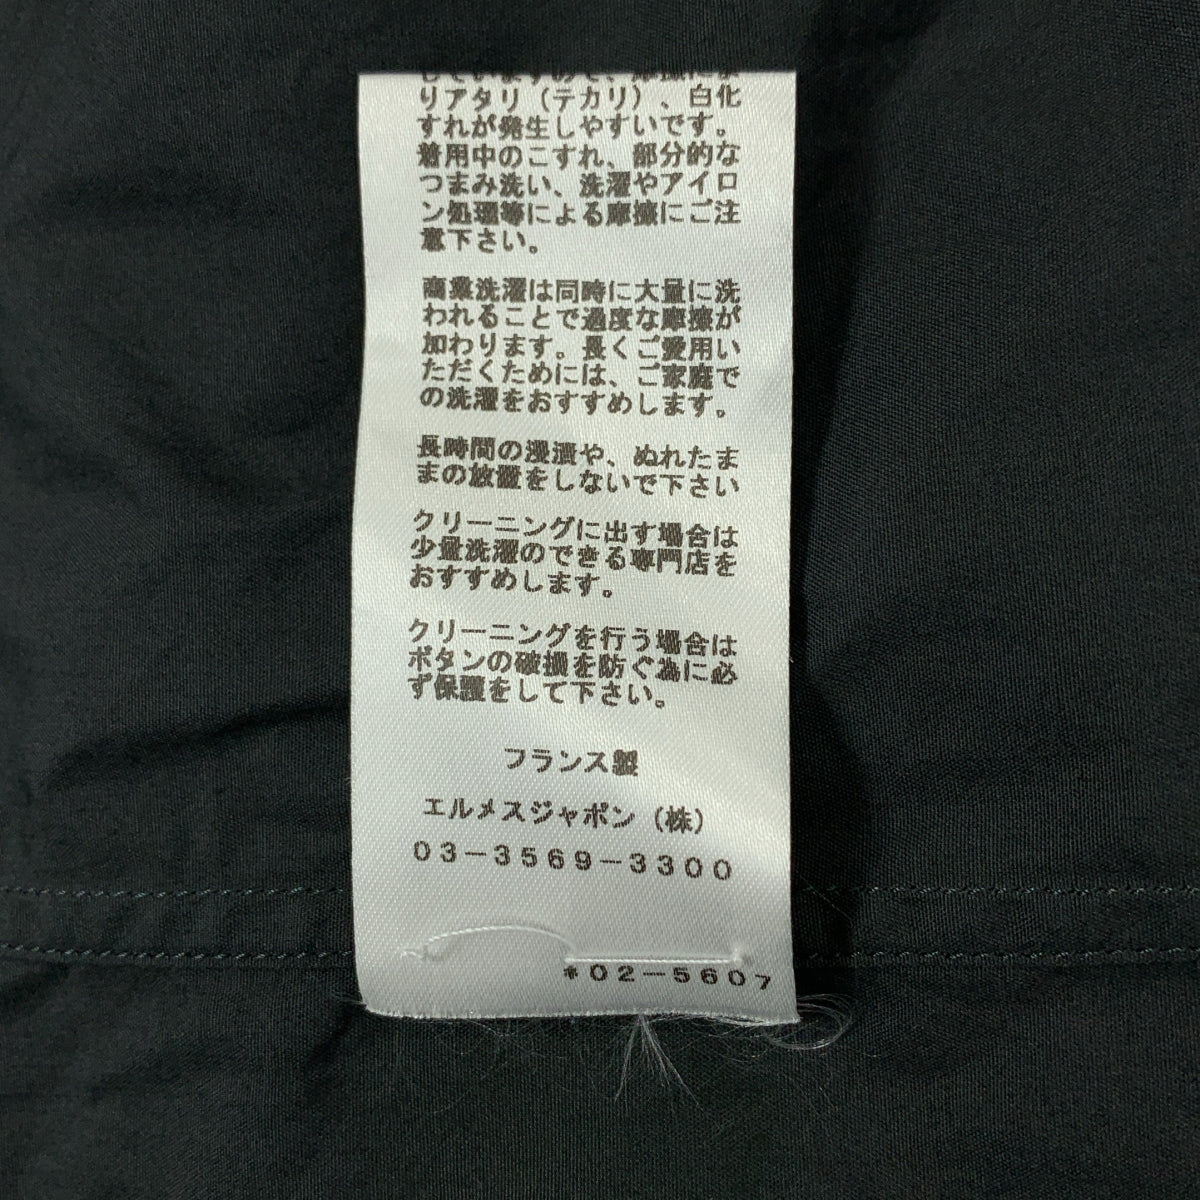 していますので、摩擦によ
りアタリ(テカリ)、白化
すれが発生しやすいです。
着用中のこすれ、部分的な
つまみ洗い、洗濯やアイロ
ン処理等による摩擦にご注
意下さい。
商業洗濯は同時に大量に洗
われることで過度な摩擦が
加わります。長くご愛用い
ただくためには、ご家庭で
の洗濯をおすすめします。
長時間の浸漬や、ぬれたま
まの放置をしないで下さい
クリーニングに出す場合は
少量洗濯のできる専門店を
おすすめします。
クリーニングを行う場合は
ボタンの破損を防ぐ為に必
ず保護をして下さい。
フランス製
エルメスジャポン(株)
03-3569-3300
*02-5607